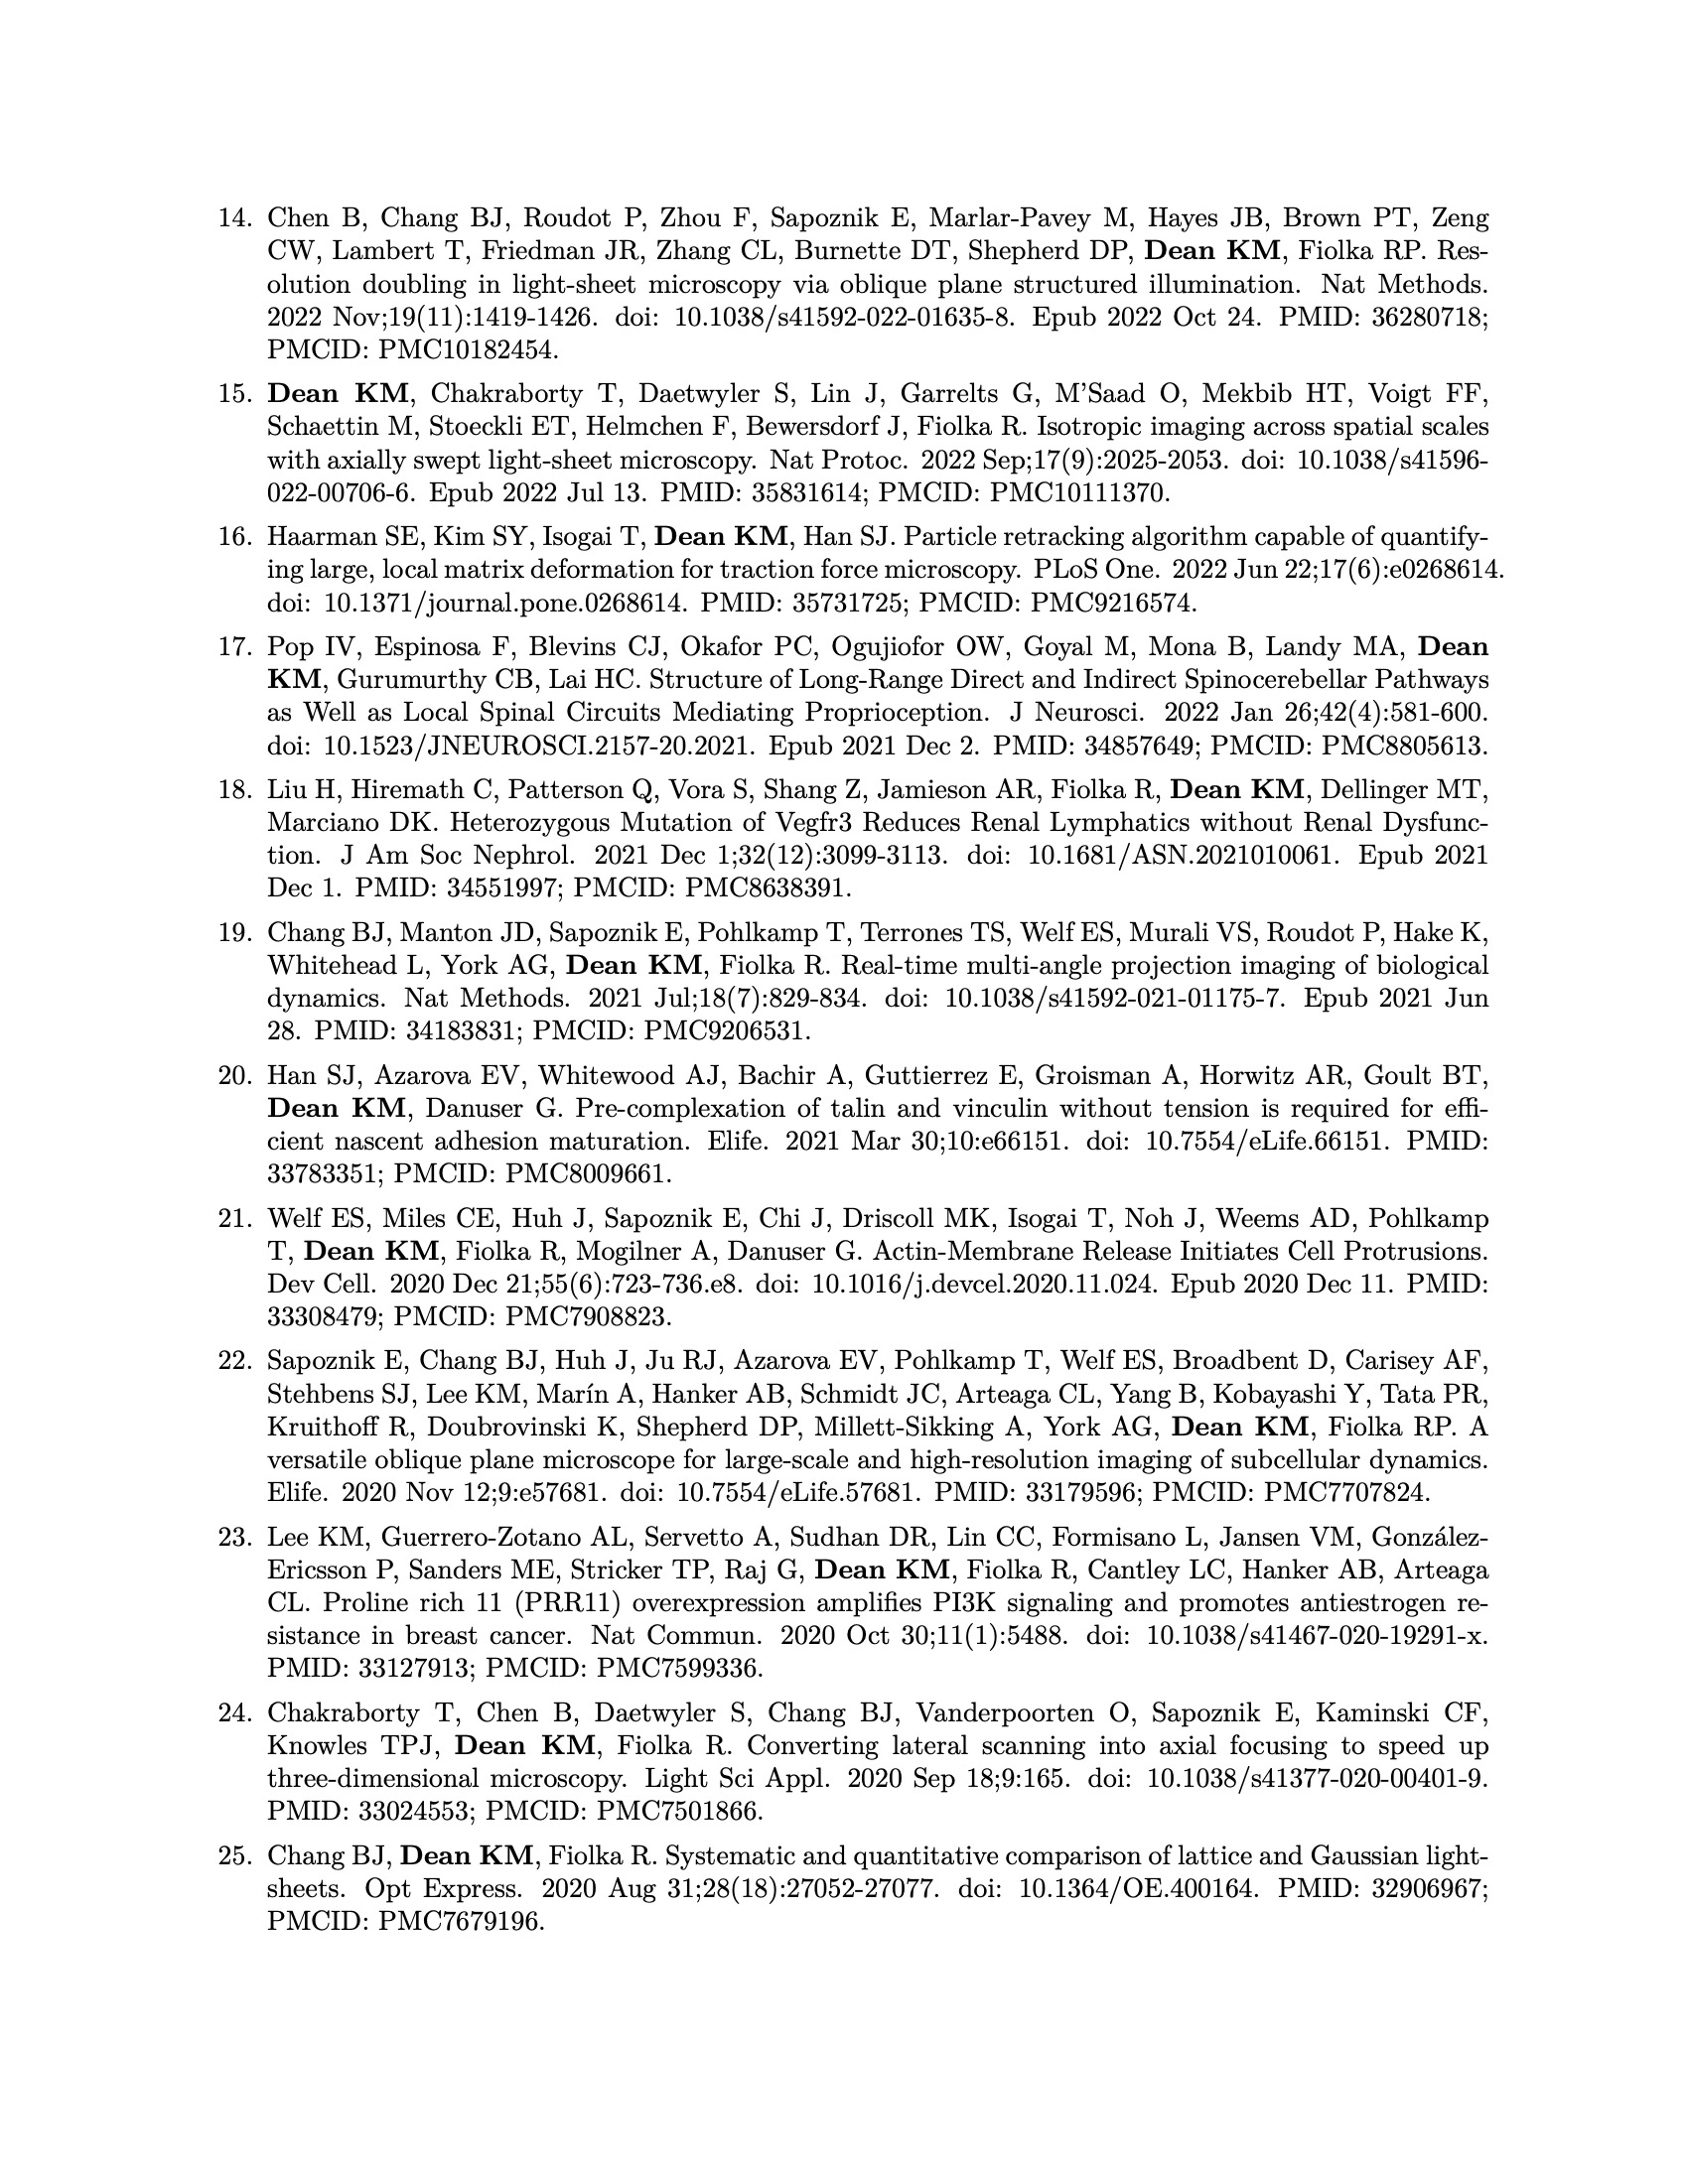 14. Chen B, Chang BJ, Roudot P, Zhou F, Sapoznik E, Marlar-Pavey M, Hayes JB, Brown PT, Zeng
CW, Lambert T, Friedman JR, Zhang CL, Burnette DT, Shepherd DP, Dean KM, Fiolka RP. Res-
olution doubling in light-sheet microscopy via oblique plane structured illumination. Nat Methods.
2022 Nov;19(11):1419-1426. doi: 10.1038/s41592-022-01635-8. Epub 2022 Oct 24. PMID: 36280718;
PMCID: PMC10182454.
15. Dean KM, Chakraborty T, Daetwyler S, Lin J, Garrelts G, M'Saad O, Mekbib HT, Voigt FF,
Schaettin M, Stoeckli ET, Helmchen F, Bewersdorf J, Fiolka R. Isotropic imaging across spatial scales
with axially swept light-sheet microscopy. Nat Protoc. 2022 Sep;17(9):2025-2053. doi: 10.1038/s41596-
022-00706-6. Epub 2022 Jul 13. PMID: 35831614; PMCID: PMC10111370.
16. Haarman SE, Kim SY, Isogai T, Dean KM, Han SJ. Particle retracking algorithm capable of quantify-
ing large, local matrix deformation for traction force microscopy. PLoS One. 2022 Jun 22;17(6):e0268614.
doi: 10.1371/journal.pone.0268614. PMID: 35731725; PMCID: PMC9216574.
17. Pop IV, Espinosa F, Blevins CJ, Okafor PC, Ogujiofor OW, Goyal M, Mona B, Landy MA, Dean
KM, Gurumurthy CB, Lai HC. Structure of Long-Range Direct and Indirect Spinocerebellar Pathways
as Well as Local Spinal Circuits Mediating Proprioception. J Neurosci. 2022 Jan 26;42(4):581-600.
doi: 10.1523/JNEUROSCI.2157-20.2021. Epub 2021 Dec 2. PMID: 34857649; PMCID: PMC8805613.
18. Liu H, Hiremath C, Patterson Q, Vora S, Shang Z, Jamieson AR, Fiolka R, Dean KM, Dellinger MT,
Marciano DK. Heterozygous Mutation of Vegfr3 Reduces Renal Lymphatics without Renal Dysfunc-
tion. J Am Soc Nephrol. 2021 Dec 1;32(12):3099-3113. doi: 10.1681/ASN.2021010061. Epub 2021
Dec 1. PMID: 34551997; PMCID: PMC8638391.
19. Chang BJ, Manton JD, Sapoznik E, Pohlkamp T, Terrones TS, Welf ES, Murali VS, Roudot P, Hake K,
Whitehead L, York AG, Dean KM, Fiolka R. Real-time multi-angle projection imaging of biological
dynamics. Nat Methods. 2021 Jul;18(7):829-834. doi: 10.1038/s41592-021-01175-7. Epub 2021 Jun
28. PMID: 34183831; PMCID: PMC9206531.
20. Han SJ, Azarova EV, Whitewood AJ, Bachir A, Guttierrez E, Groisman A, Horwitz AR, Goult BT,
Dean KM, Danuser G. Pre-complexation of talin and vinculin without tension is required for effi-
cient nascent adhesion maturation. Elife. 2021 Mar 30;10:e66151. doi: 10.7554/eLife.66151. PMID:
33783351; PMCID: PMC8009661.
21. Welf ES, Miles CE, Huh J, Sapoznik E, Chi J, Driscoll MK, Isogai T, Noh J, Weems AD, Pohlkamp
T, Dean KM, Fiolka R, Mogilner A, Danuser G. Actin-Membrane Release Initiates Cell Protrusions.
Dev Cell. 2020 Dec 21;55(6):723-736.e8. doi: 10.1016/j.devcel.2020.11.024. Epub 2020 Dec 11. PMID:
33308479; PMCID: PMC7908823.
22. Sapoznik E, Chang BJ, Huh J, Ju RJ, Azarova EV, Pohlkamp T, Welf ES, Broadbent D, Carisey AF,
Stehbens SJ, Lee KM, Marín A, Hanker AB, Schmidt JC, Arteaga CL, Yang B, Kobayashi Y, Tata PR,
Kruithoff R, Doubrovinski K, Shepherd DP, Millett-Sikking A, York AG, Dean KM, Fiolka RP. A
versatile oblique plane microscope for large-scale and high-resolution imaging of subcellular dynamics.
Elife. 2020 Nov 12;9:e57681. doi: 10.7554/eLife.57681. PMID: 33179596; PMCID: PMC7707824.
23. Lee KM, Guerrero-Zotano AL, Servetto A, Sudhan DR, Lin CC, Formisano L, Jansen VM, González-
Ericsson P, Sanders ME, Stricker TP, Raj G, Dean KM, Fiolka R, Cantley LC, Hanker AB, Arteaga
CL. Proline rich 11 (PRR11) overexpression amplifies PI3K signaling and promotes antiestrogen re-
sistance in breast cancer. Nat Commun. 2020 Oct 30;11(1):5488. doi: 10.1038/s41467-020-19291-x.
PMID: 33127913; PMCID: PMC7599336.
24. Chakraborty T, Chen B, Daetwyler S, Chang BJ, Vanderpoorten O, Sapoznik E, Kaminski CF,
Knowles TPJ, Dean KM, Fiolka R. Converting lateral scanning into axial focusing to speed up
three-dimensional microscopy. Light Sci Appl. 2020 Sep 18;9:165. doi: 10.1038/s41377-020-00401-9.
PMID: 33024553; PMCID: PMC7501866.
25. Chang BJ, Dean KM, Fiolka R. Systematic and quantitative comparison of lattice and Gaussian light-
sheets. Opt Express. 2020 Aug 31;28(18):27052-27077. doi: 10.1364/OE.400164. PMID: 32906967;
PMCID: PMC7679196.